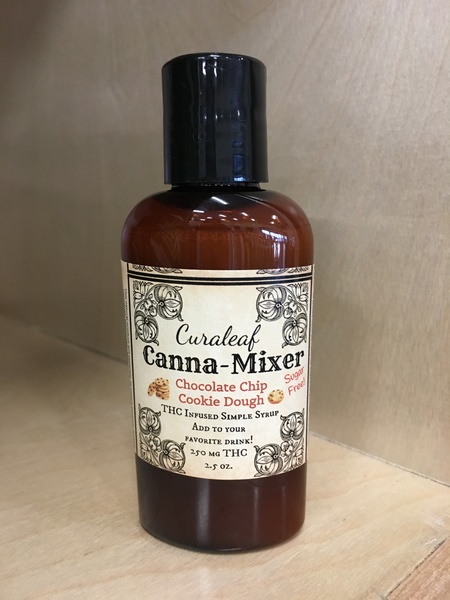 Curaleaf
Canna-Mixer
Chocolate Chip
Cookie Dough
Sugar
Free!
THC Infused Simple Syrup
Add to your
favorite drink!
250 mg THC
2.5 oz.